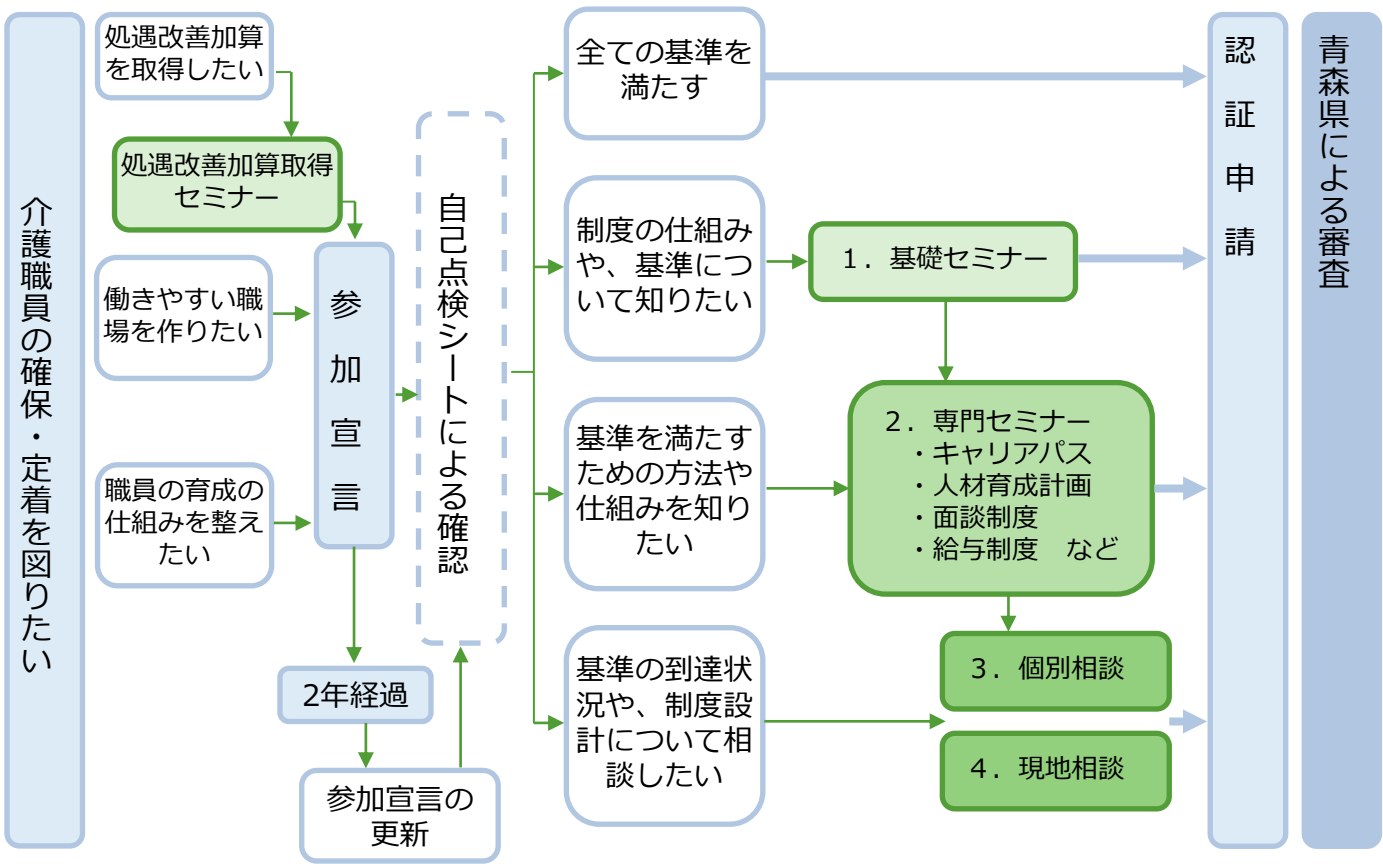 介護職員の確保・定着を図りたい
処遇改善加算
を取得したい
処遇改善加算取得
セミナー
働きやすい職
場を作りたい
職員の育成の
仕組みを整え
たい
参加宣言
2年経過
参加宣言の
更新
自己点検シートによる確認
全ての基準を
満たす
制度の仕組み
や、基準につ
いて知りたい
基準を満たす
ための方法や
仕組みを知り
たい
基準の到達状
況や、制度設
計について相
談したい
１．基礎セミナー
２．専門セミナー
・キャリアパス
・人材育成計画
・面談制度
・給与制度　など
３．個別相談
４．現地相談
認証申請
青森県による審査